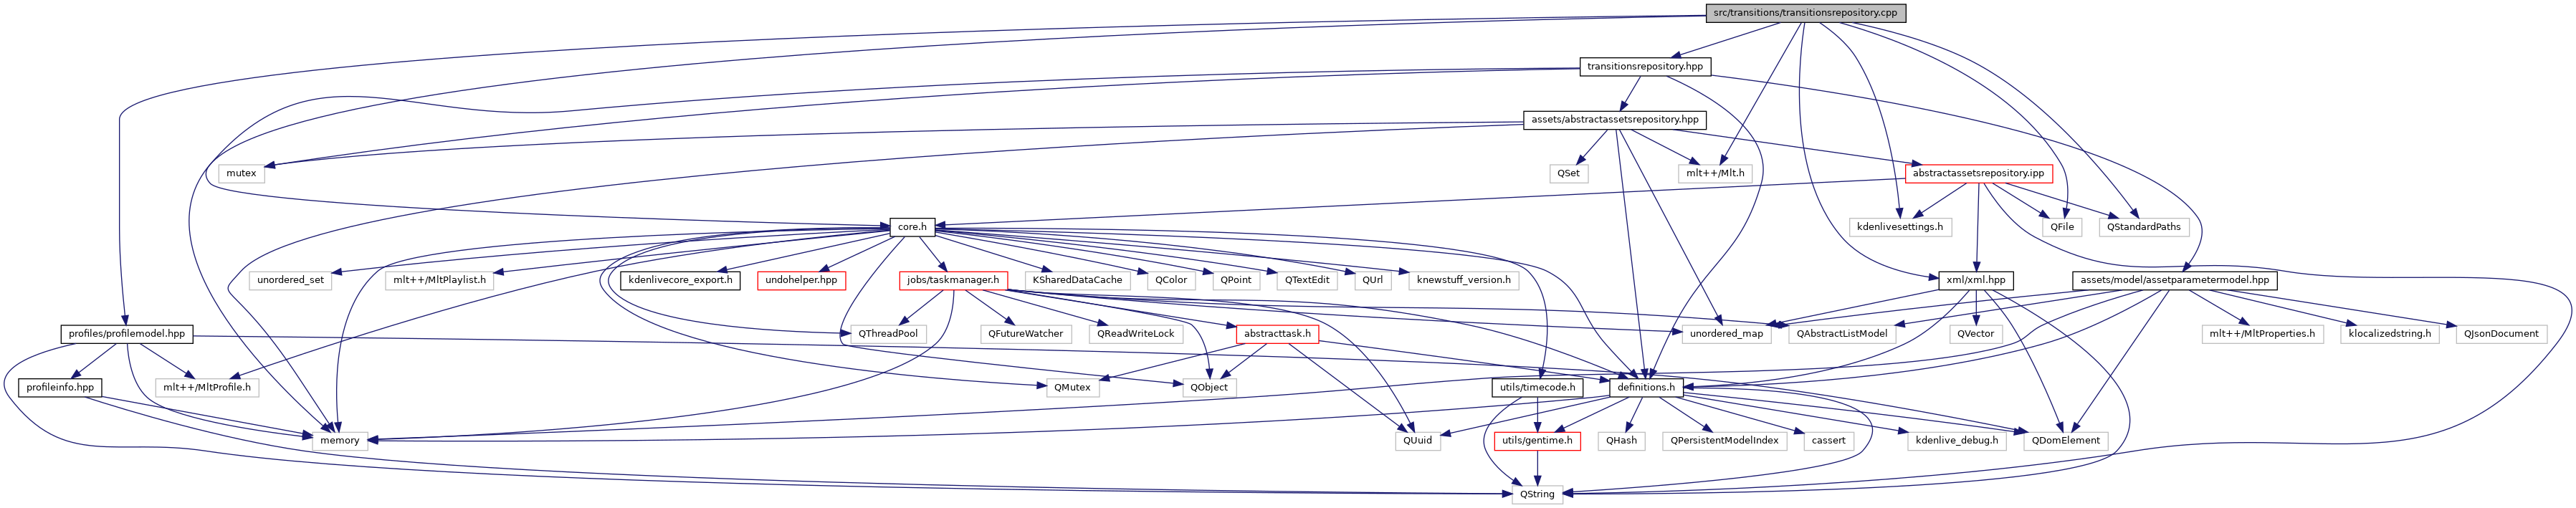 src/transitions/transitionsrepository.cpp
transitionsrepository.hpp
assets/abstractassetsrepository.hpp
mutex
QSet
mlt++/Mlt.h
abstractassetsrepository.ipp
core.h
kdenlivesettings.h
QFile
QStandardPaths
unordered_set
mlt++/MltPlaylist.h
kdenlivecore_export.h
undohelper.hpp
jobs/taskmanager.h
KSharedDataCache
QColor
QPoint
QTextEdit
QUrl
knewstuff_version.h
xml/xml.hpp
assets/model/assetparametermodel.hpp
profiles/profilemodel.hpp
QThreadPool
QFutureWatcher
QReadWriteLock
abstracttask.h
unordered_map
QAbstractListModel
QVector
mlt++/MltProperties.h
klocalizedstring.h
QJsonDocument
profileinfo.hpp
mlt++/MltProfile.h
QMutex
QObject
utils/timecode.h
definitions.h
memory
QUuid
utils/gentime.h
QHash
QPersistentModelIndex
cassert
kdenlive_debug.h
QDomElement
QString